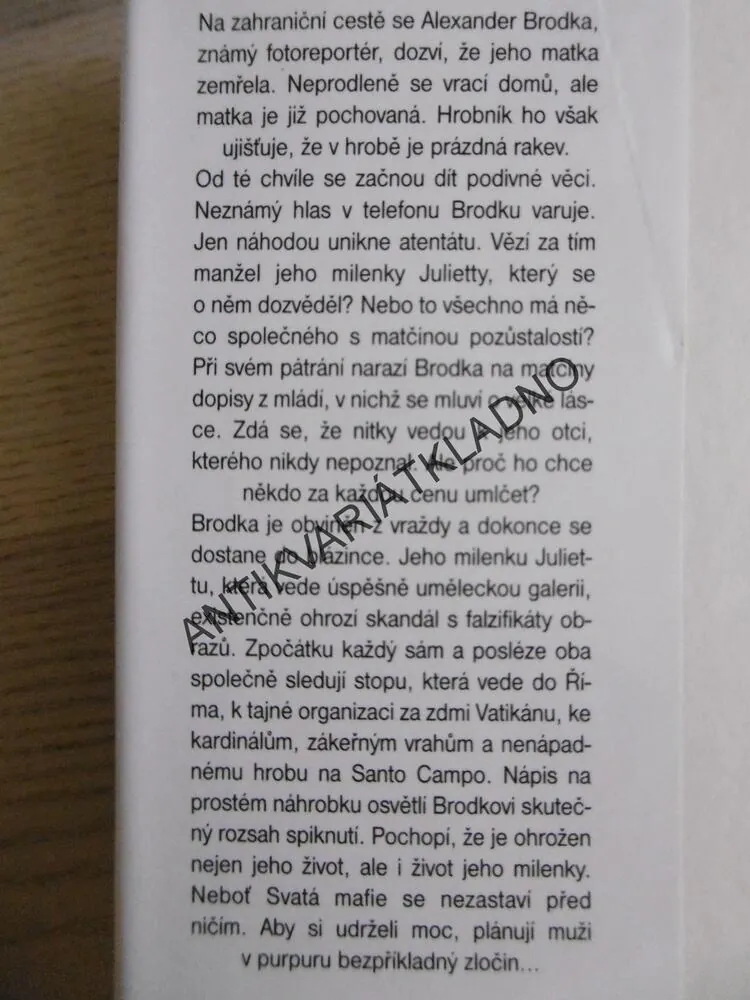 Na zahraniční cestě se Alexander Brodka,
známý fotoreportér, dozví, že jeho matka
zemřela. Neprodleně se vrací domů, ale
matka je již pochovaná. Hrobník ho však
ujišťuje, že v hrobě je prázdná rakev.
Od té chvíle se začnou dít podivné věci.
Neznámý hlas v telefonu Brodku varuje.
Jen náhodou unikne atentátu. Vězí za tím
manžel jeho milenky Julietty, který se
o něm dozvěděl? Nebo to všechno má ně-
co společného s matčinou pozůstalostí?
Při svém pátrání narazí Brodka na matčiny
dopisy z mládí, v nichž se mluví o velké lás-
ce. Zdá se, že nitky vedou k jeho otci,
kterého nikdy nepoznal. Ale proč ho chce
někdo za každou cenu umlčet?
Brodka je obviněn z vraždy a dokonce se
dostane do blázince. Jeho milenku Juliet-
tu, která vede úspěšně uměleckou galerii,
existenčně ohrozí skandál s falzifikáty ob-
razů. Zpočátku každý sám a posléze oba
společně sledují stopu, která vede do Ří-
ma, k tajné organizaci za zdmi Vatikánu, ke
kardinálům, zákeřným vrahům a nenápad-
nému hrobu na Santo Campo. Nápis na
prostém náhrobku osvětlí Brodkovi skuteč-
ný rozsah spiknutí. Pochopí, že je ohrožen
nejen jeho život, ale i život jeho milenky.
Neboť Svatá mafie se nezastaví před
ničím. Aby si udrželi moc, plánují muži
v purpuru bezpříkladný zločin...
ANTIKVARIÁTKLADNO